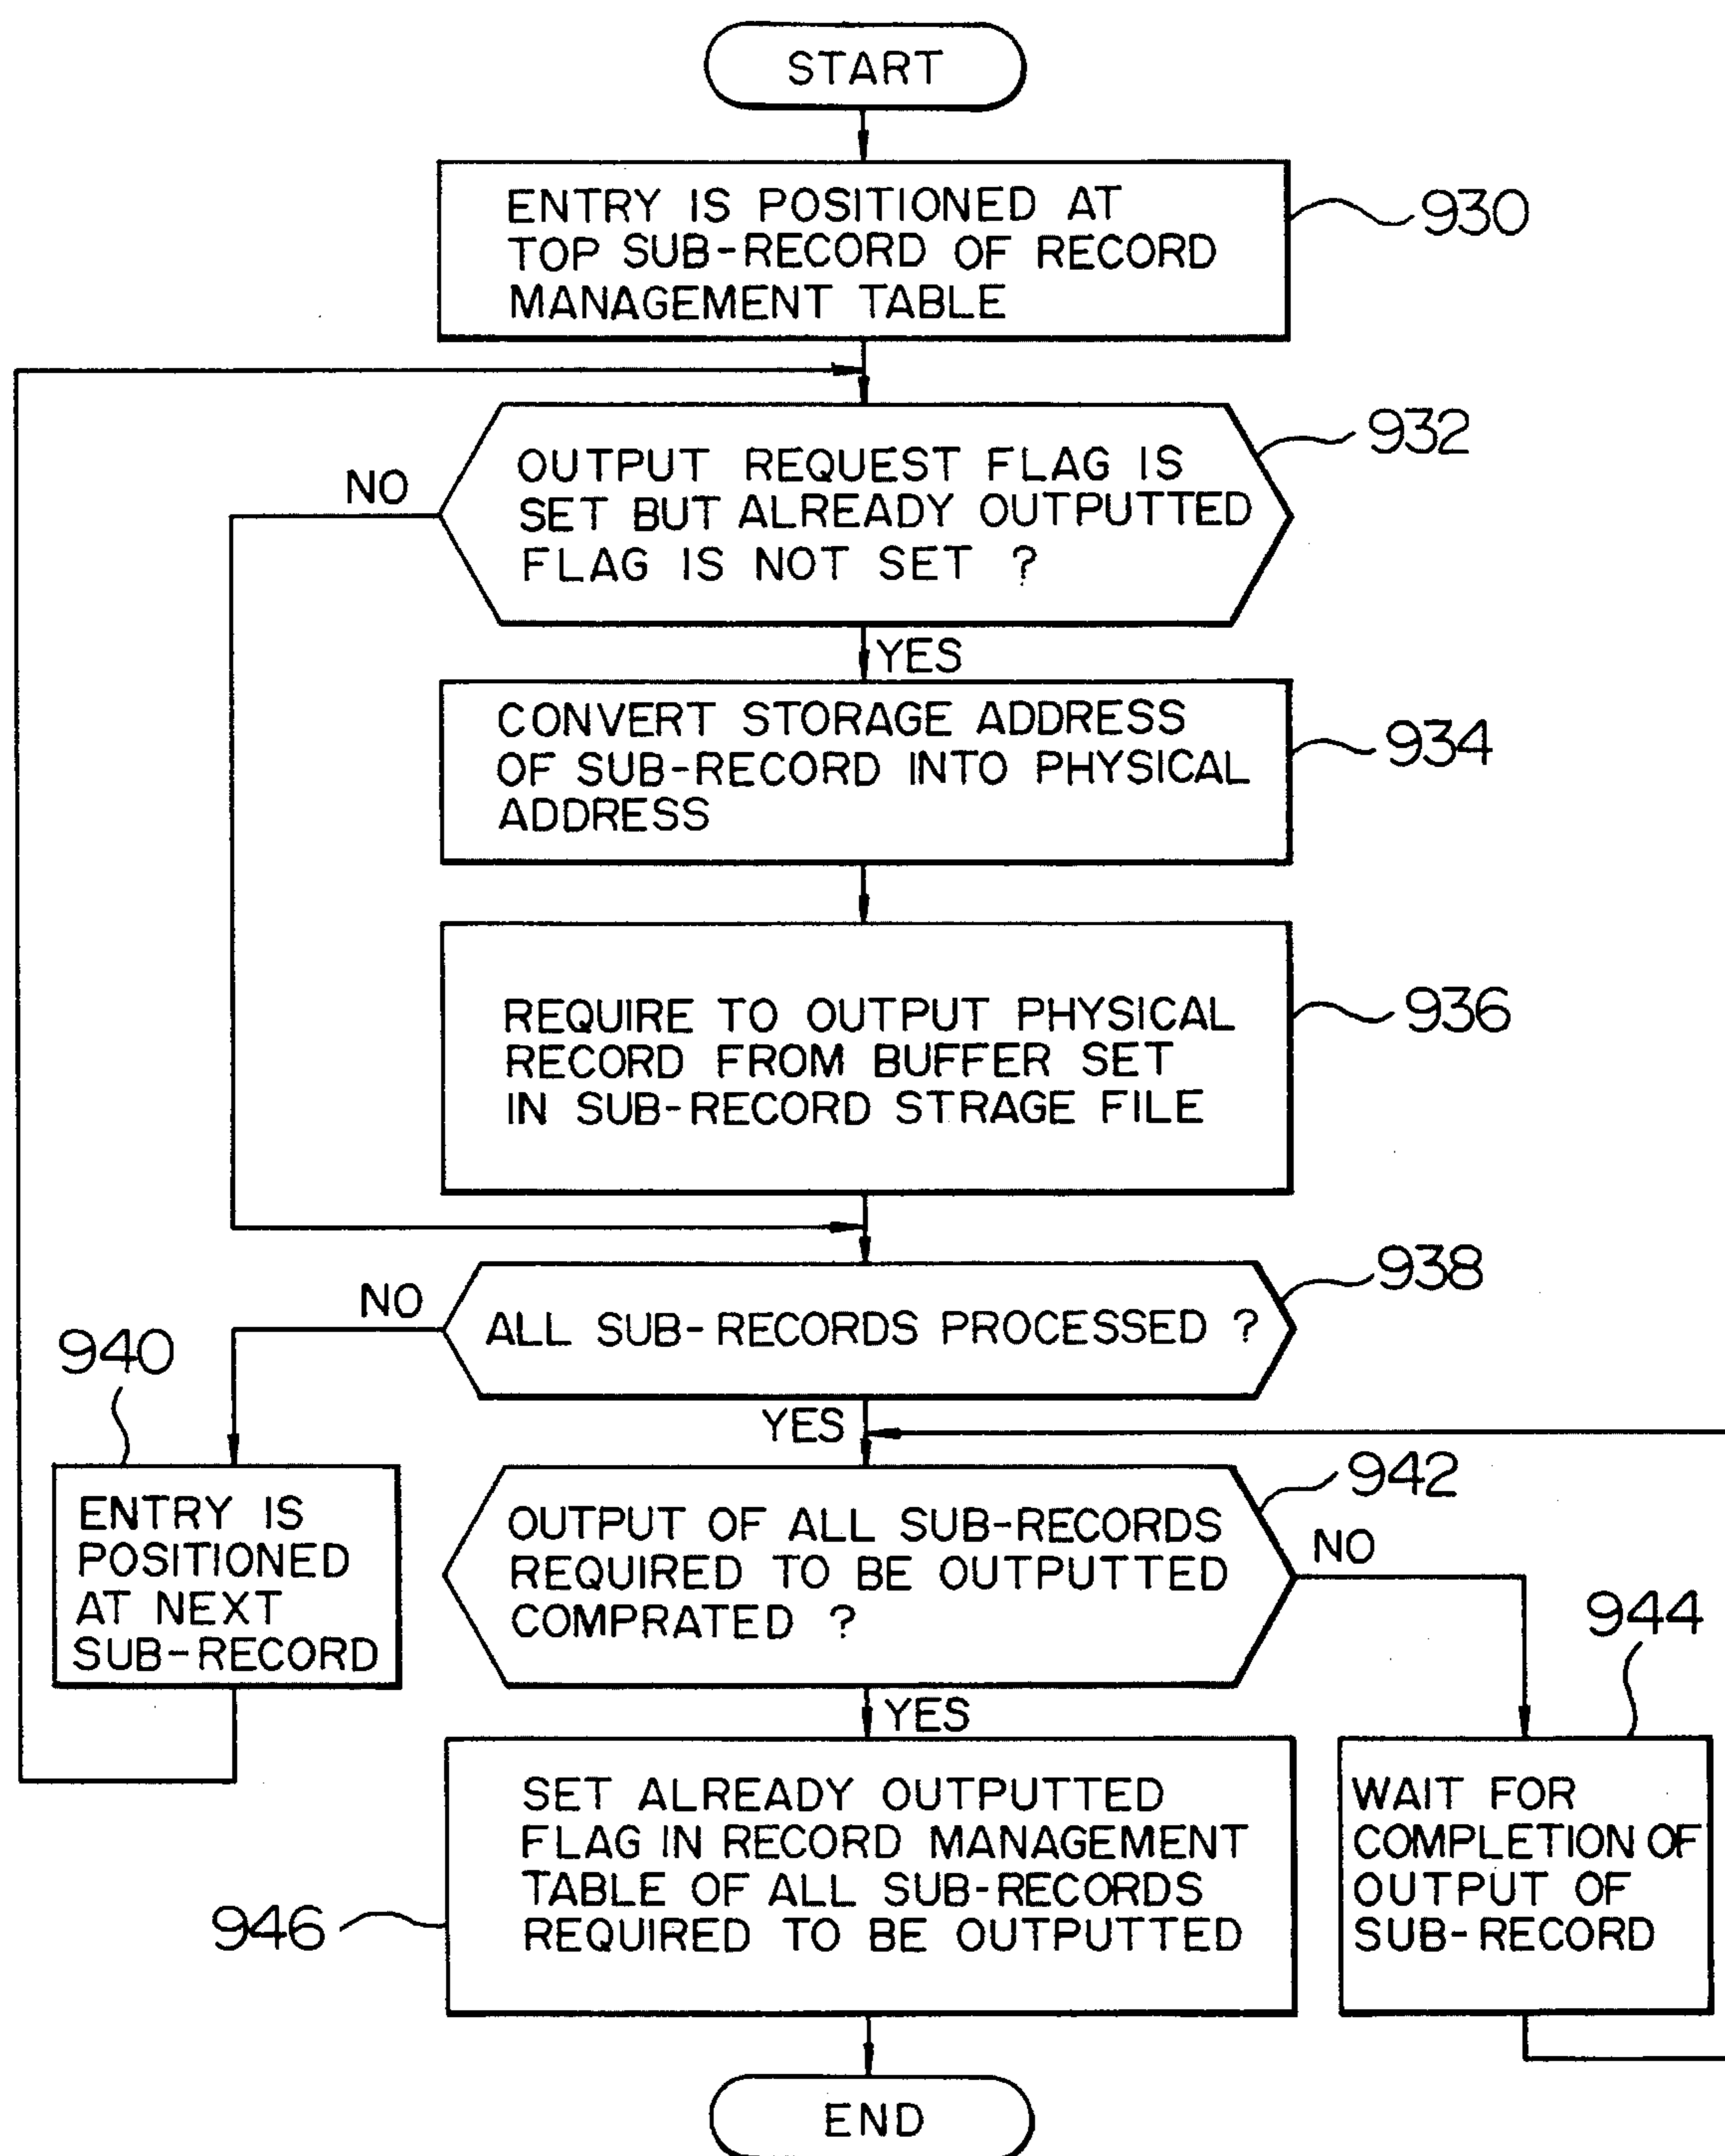 START
ENTRY IS POSITIONED AT
TOP SUB-RECORD OF RECORD
MANAGEMENT TABLE
930
OUTPUT REQUEST FLAG IS
SET BUT ALREADY OUTPUTTED
FLAG IS NOT SET ?
932
NO
YES
CONVERT STORAGE ADDRESS
OF SUB-RECORD INTO PHYSICAL
ADDRESS
934
REQUIRE TO OUTPUT PHYSICAL
RECORD FROM BUFFER SET
IN SUB-RECORD STRAGE FILE
936
ALL SUB-RECORDS PROCESSED ?
938
NO
YES
940
ENTRY IS
POSITIONED
AT NEXT
SUB-RECORD
OUTPUT OF ALL SUB-RECORDS
REQUIRED TO BE OUTPUTTED
COMPRATED ?
942
NO
YES
944
WAIT FOR
COMPLETION OF
OUTPUT OF
SUB-RECORD
SET ALREADY OUTPUTTED
FLAG IN RECORD MANAGEMENT
TABLE OF ALL SUB-RECORDS
REQUIRED TO BE OUTPUTTED
946
END